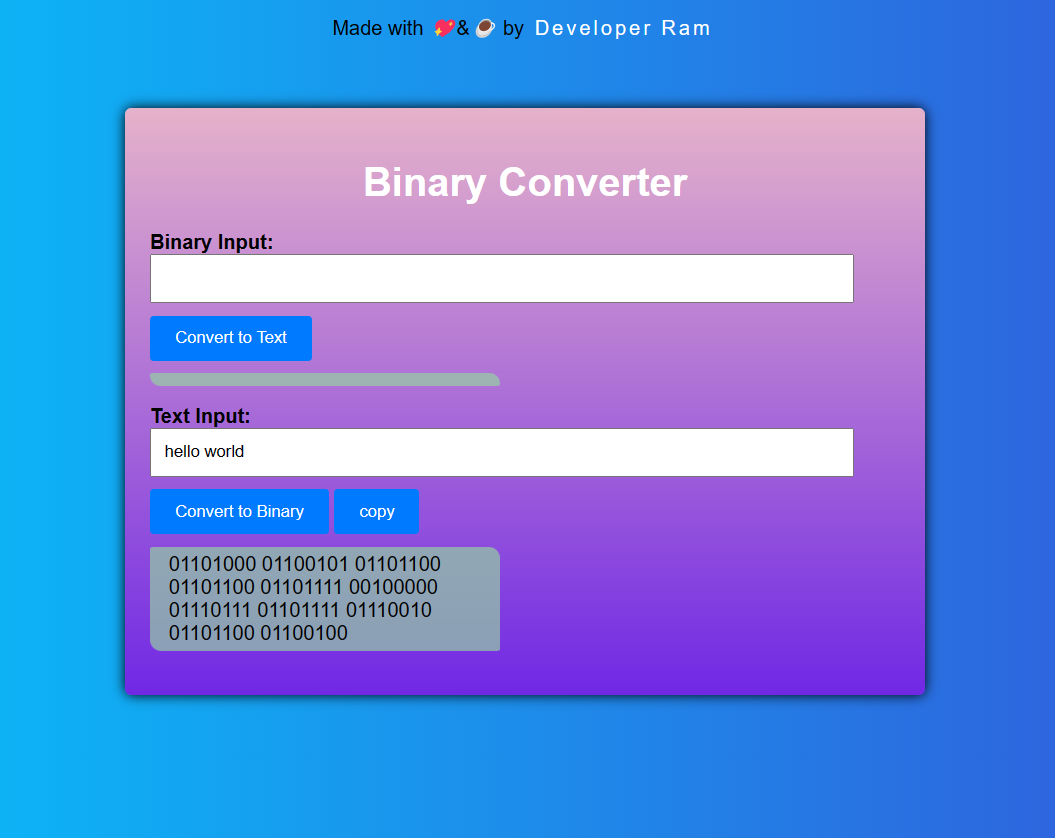 Made with 💖& ☕ by Developer Ram
Binary Converter
Binary Input:
Convert to Text
Text Input:
hello world
Convert to Binary copy
01101000 01100101 01101100
01101100 01101111 00100000
01110111 01101111 01110010
01101100 01100100